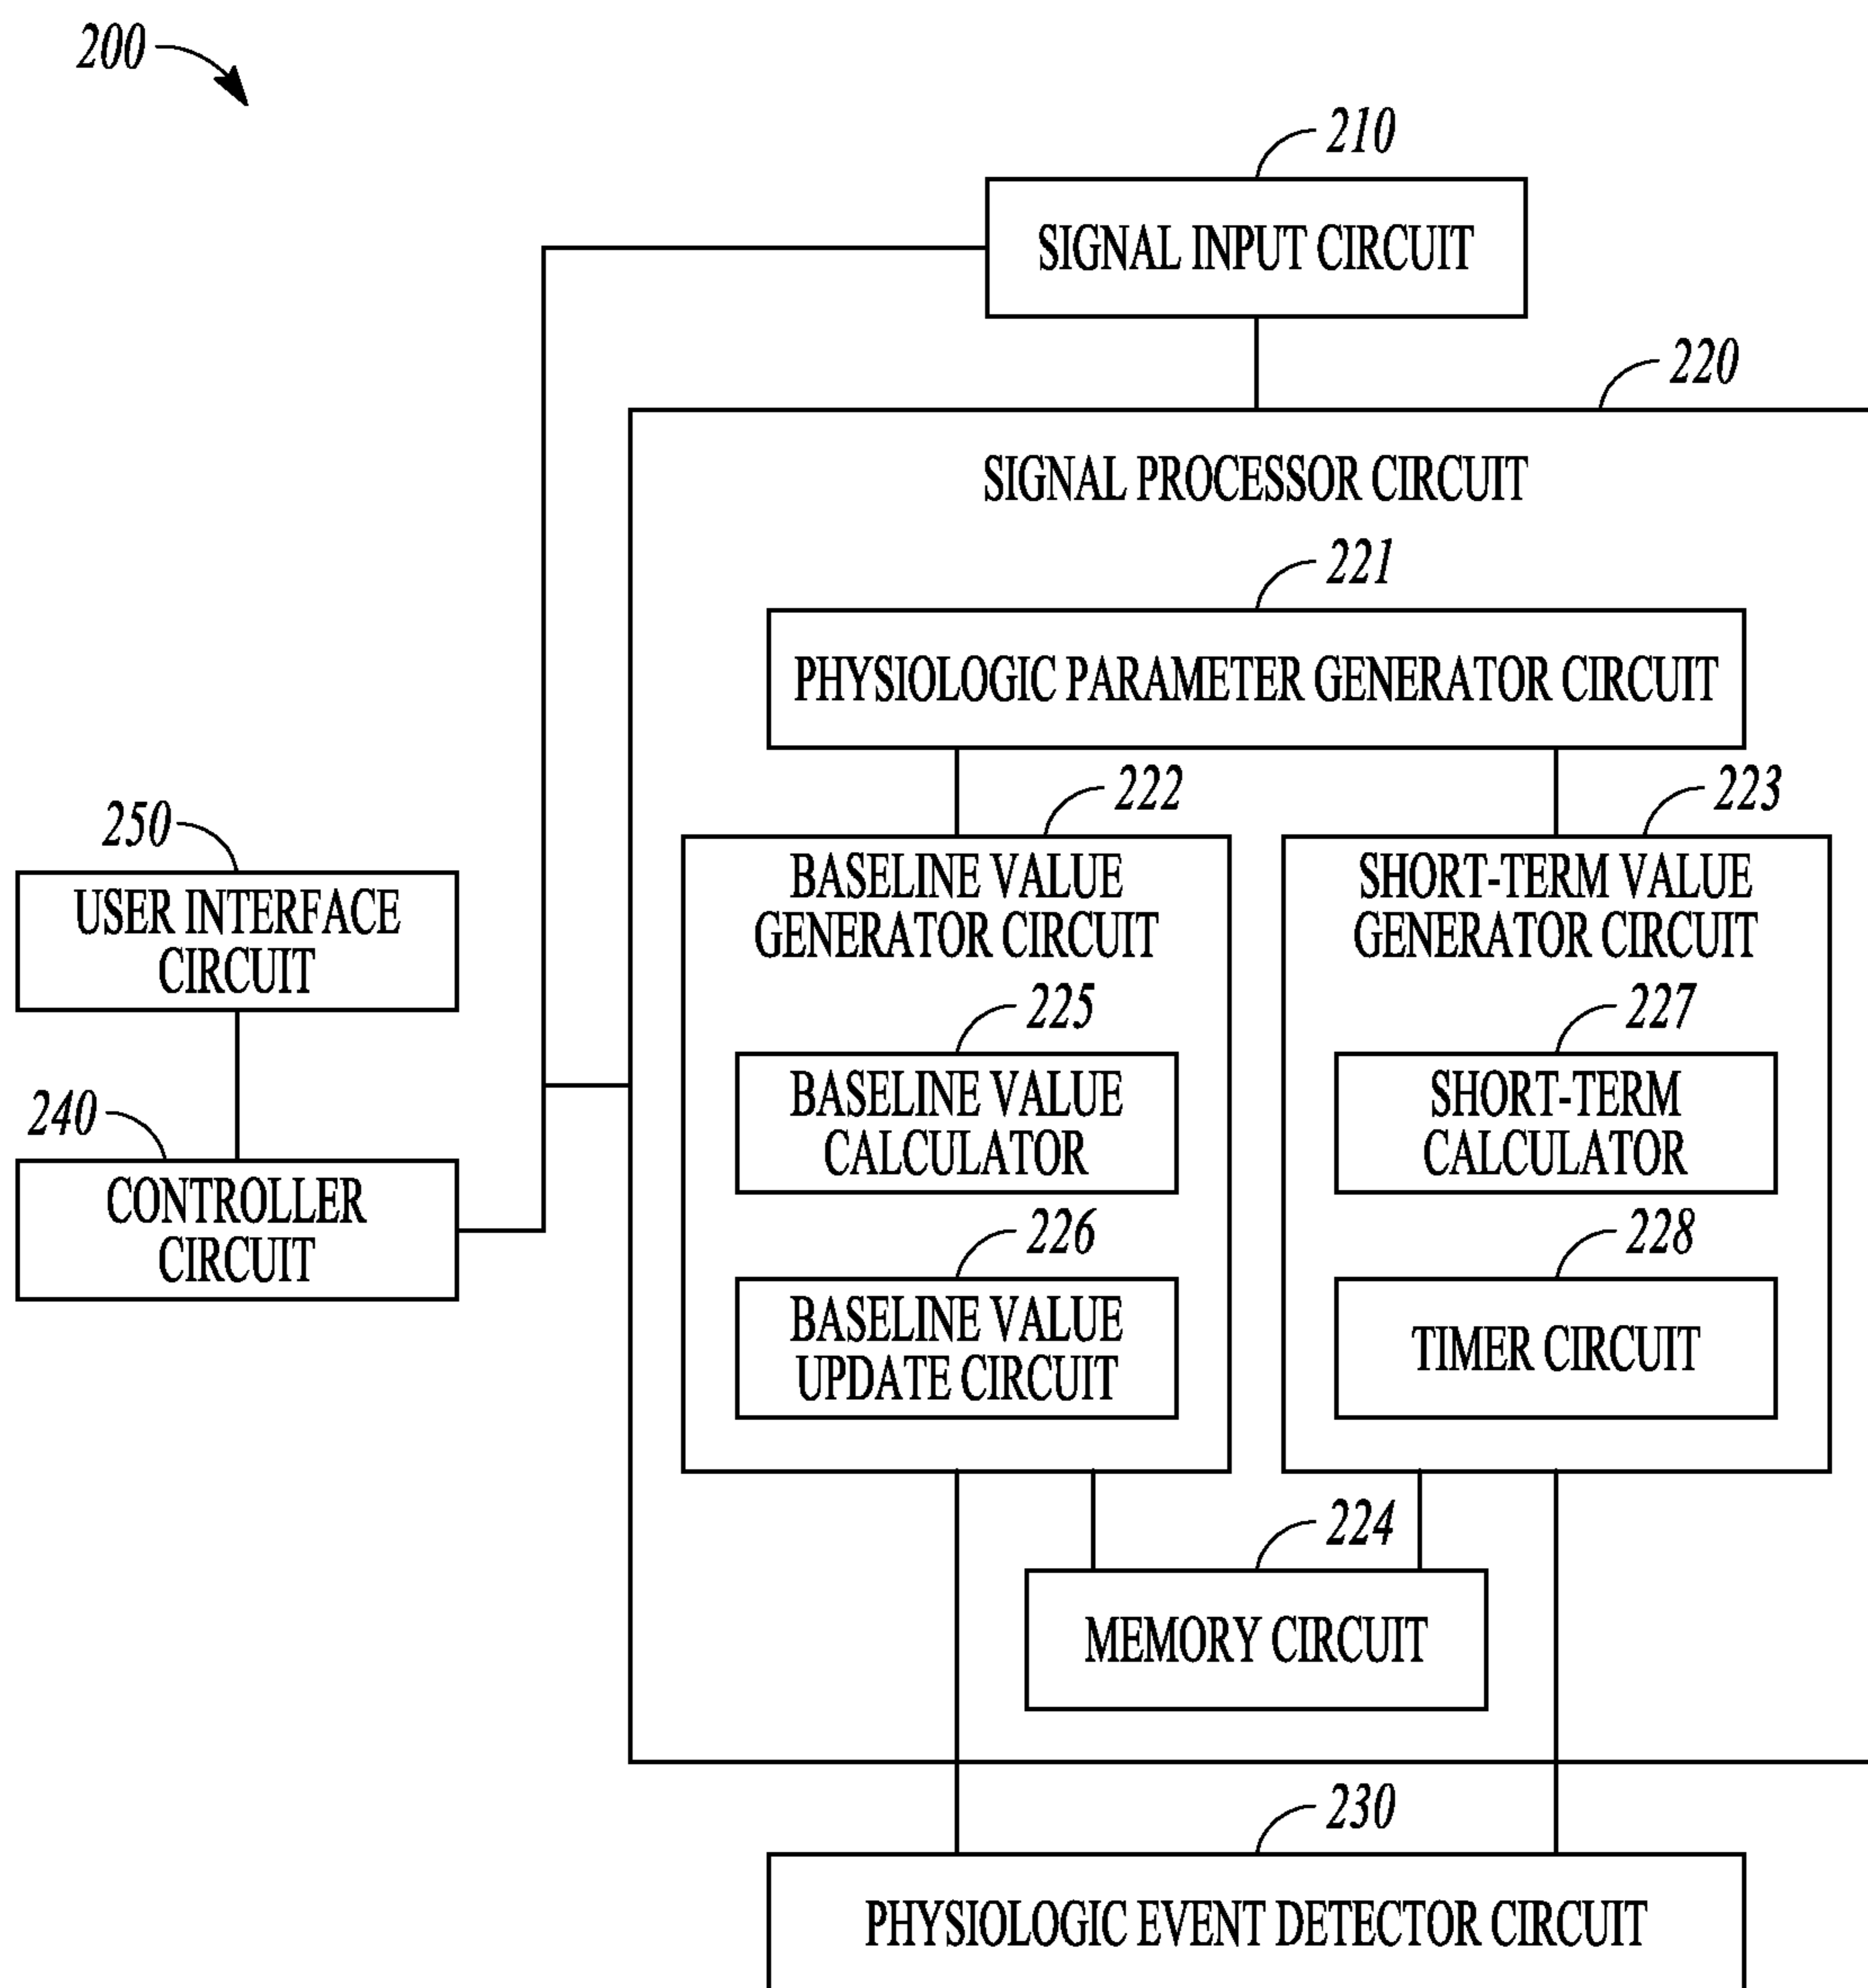 200
210
SIGNAL INPUT CIRCUIT
220
SIGNAL PROCESSOR CIRCUIT
221
PHYSIOLOGIC PARAMETER GENERATOR CIRCUIT
222
223
BASELINE VALUE
GENERATOR CIRCUIT
SHORT-TERM VALUE
GENERATOR CIRCUIT
250
USER INTERFACE
CIRCUIT
225
BASELINE VALUE
CALCULATOR
227
SHORT-TERM
CALCULATOR
240
CONTROLLER
CIRCUIT
226
BASELINE VALUE
UPDATE CIRCUIT
228
TIMER CIRCUIT
224
MEMORY CIRCUIT
230
PHYSIOLOGIC EVENT DETECTOR CIRCUIT